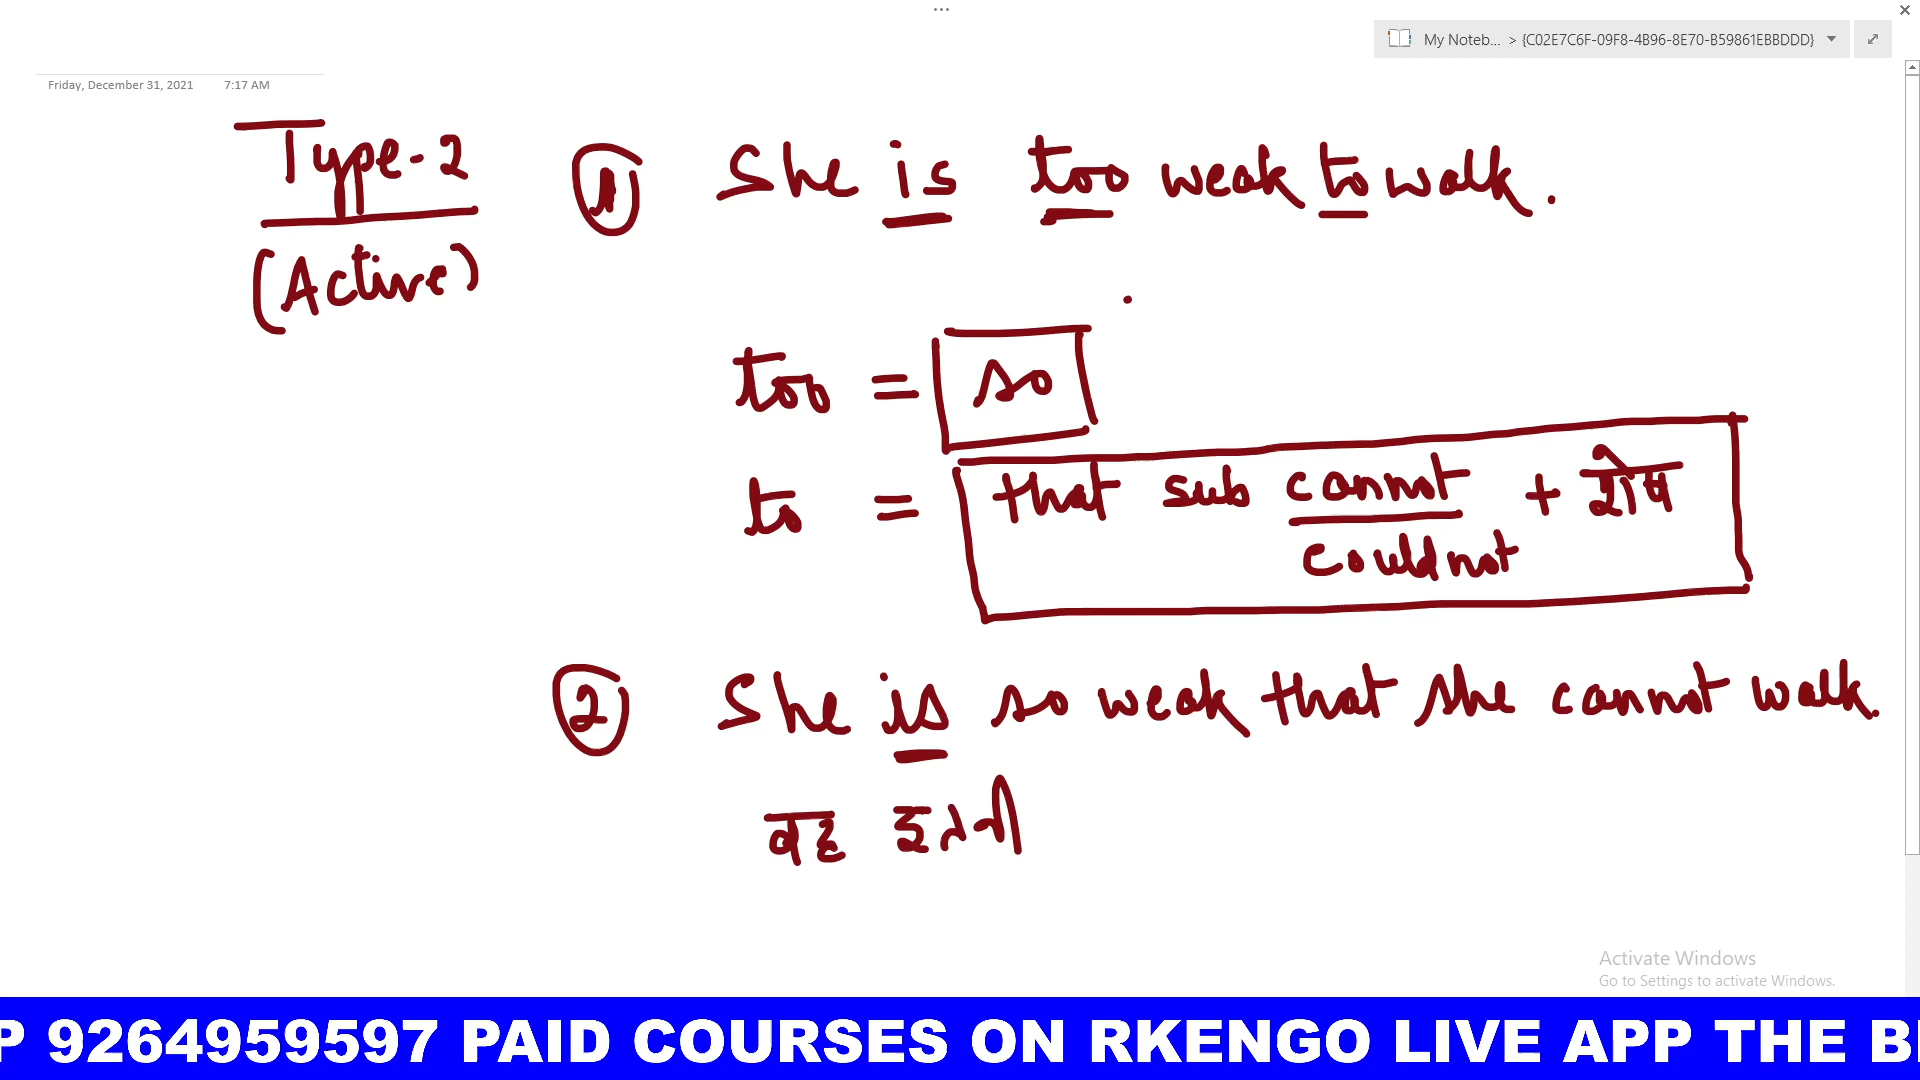 My Noteb... > {C02E7C6F-09F8-4B96-8E70-B59861EBBDDD}
Friday, December 31, 2021 7:17 AM
Type-2
(Active)
1 She is too weak to walk.
too = so
to = that sub cannot + शेष
could not
2 She is so weak that she cannot walk.
वह इतनी
Activate Windows
Go to Settings to activate Windows.
P 9264959597 PAID COURSES ON RKENGO LIVE APP THE B